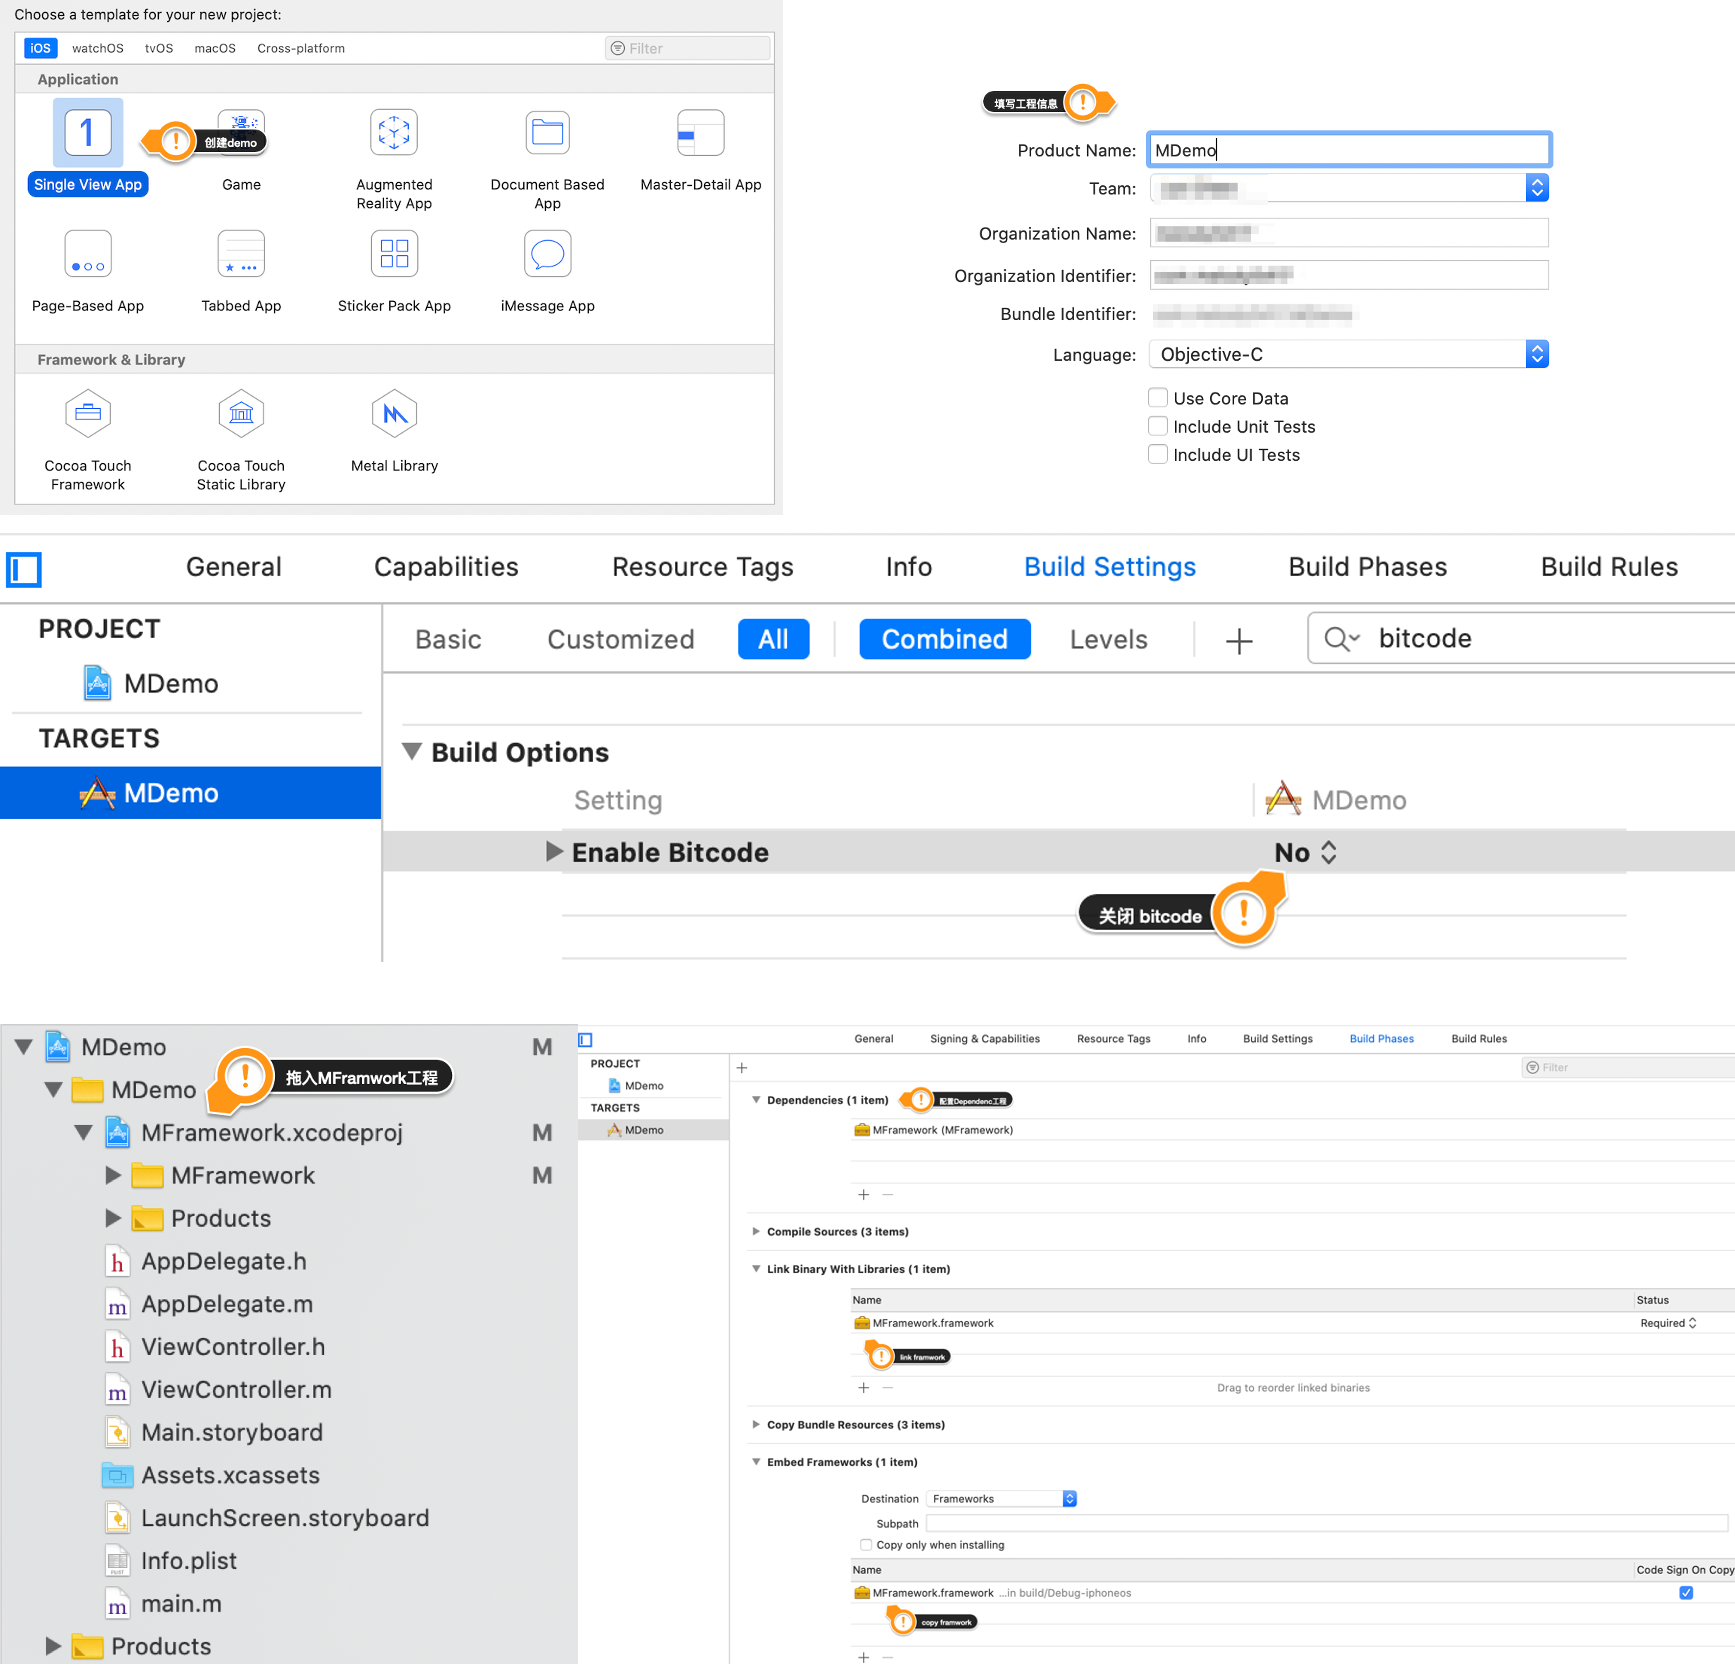 Choose a template for your new project:
iOS watchOS tvOS macOS Cross-platform Filter
Application
1
创建demo
Single View App Game Augmented Reality App Document Based App Master-Detail App
Page-Based App Tabbed App Sticker Pack App iMessage App
Framework & Library
Cocoa Touch Framework Cocoa Touch Static Library Metal Library
填写工程信息
Product Name: MDemo
Team:
Organization Name:
Organization Identifier:
Bundle Identifier:
Language: Objective-C
Use Core Data
Include Unit Tests
Include UI Tests
General Capabilities Resource Tags Info Build Settings Build Phases Build Rules
PROJECT
MDemo
TARGETS
MDemo
Basic Customized All Combined Levels + bitcode
Build Options
Setting MDemo
Enable Bitcode No
关闭 bitcode
MDemo M
拖入MFramwork工程
MDemo
MFramework.xcodeproj M
MFramework M
Products
h AppDelegate.h
m AppDelegate.m
h ViewController.h
m ViewController.m
Main.storyboard
Assets.xcassets
LaunchScreen.storyboard
Info.plist
m main.m
Products
General Signing & Capabilities Resource Tags Info Build Settings Build Phases Build Rules
PROJECT
MDemo
TARGETS
MDemo
+ Filter
Dependencies (1 item)
配置Dependenc工程
MFramework (MFramework)
+ −
Compile Sources (3 items)
Link Binary With Libraries (1 item)
Name Status
MFramework.framework Required
link framwork
+ − Drag to reorder linked binaries
Copy Bundle Resources (3 items)
Embed Frameworks (1 item)
Destination Frameworks
Subpath
Copy only when installing
Name Code Sign On Copy
MFramework.framework ...in build/Debug-iphoneos
copy framwork
+ −